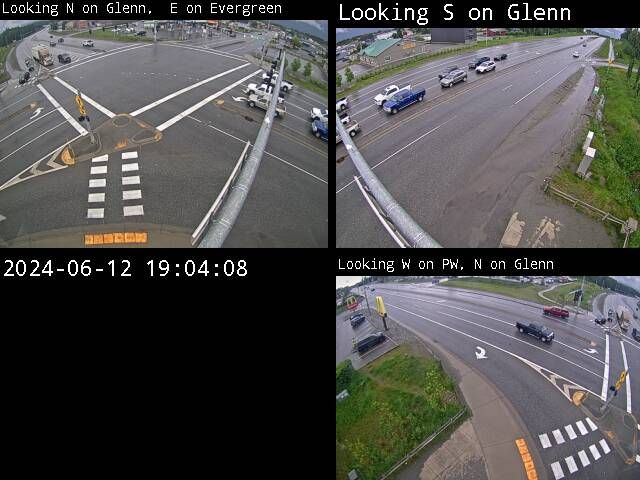 Looking N on Glenn, E on Evergreen
Looking S on Glenn
2024-06-12 19:04:08
Looking W on PW, N on Glenn